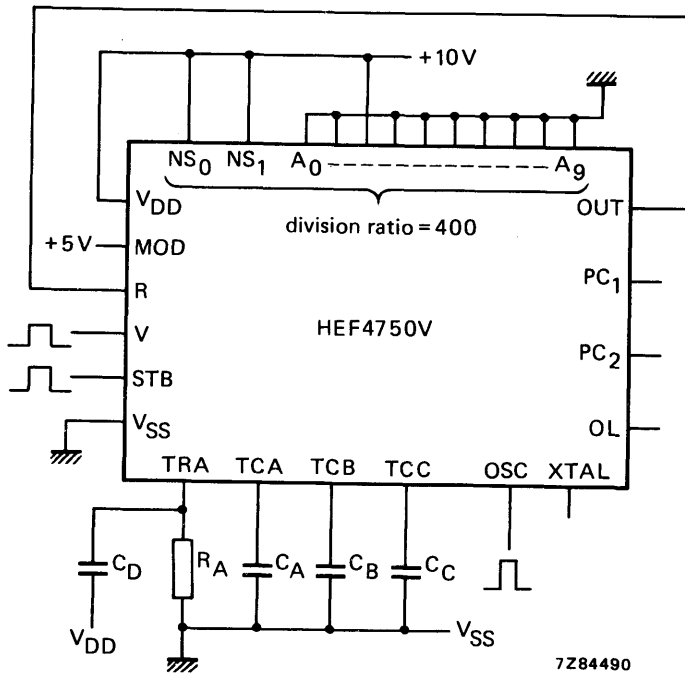 +10V
NS0 NS1 A0 A9
VDD
division ratio = 400
OUT
+5V MOD
R
PC1
HEF4750V
V
PC2
STB
VSS
OL
TRA TCA TCB TCC OSC XTAL
CD RA CA CB CC
VDD
VSS
7Z84490